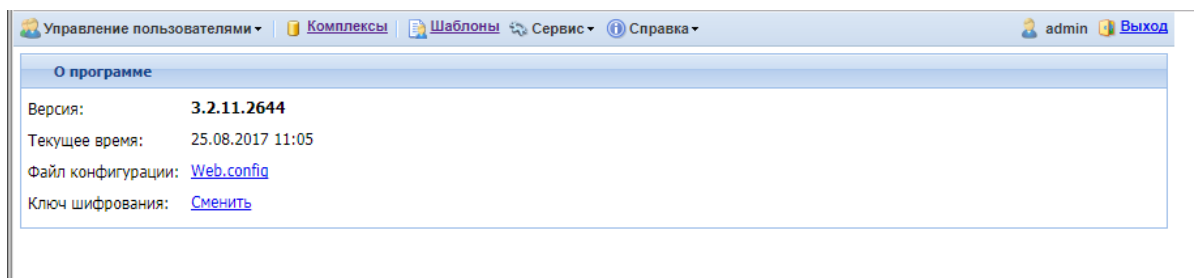 Управление пользователями Комплексы Шаблоны Сервис Справка admin Выход
О программе
Версия: 3.2.11.2644
Текущее время: 25.08.2017 11:05
Файл конфигурации: Web.config
Ключ шифрования: Сменить